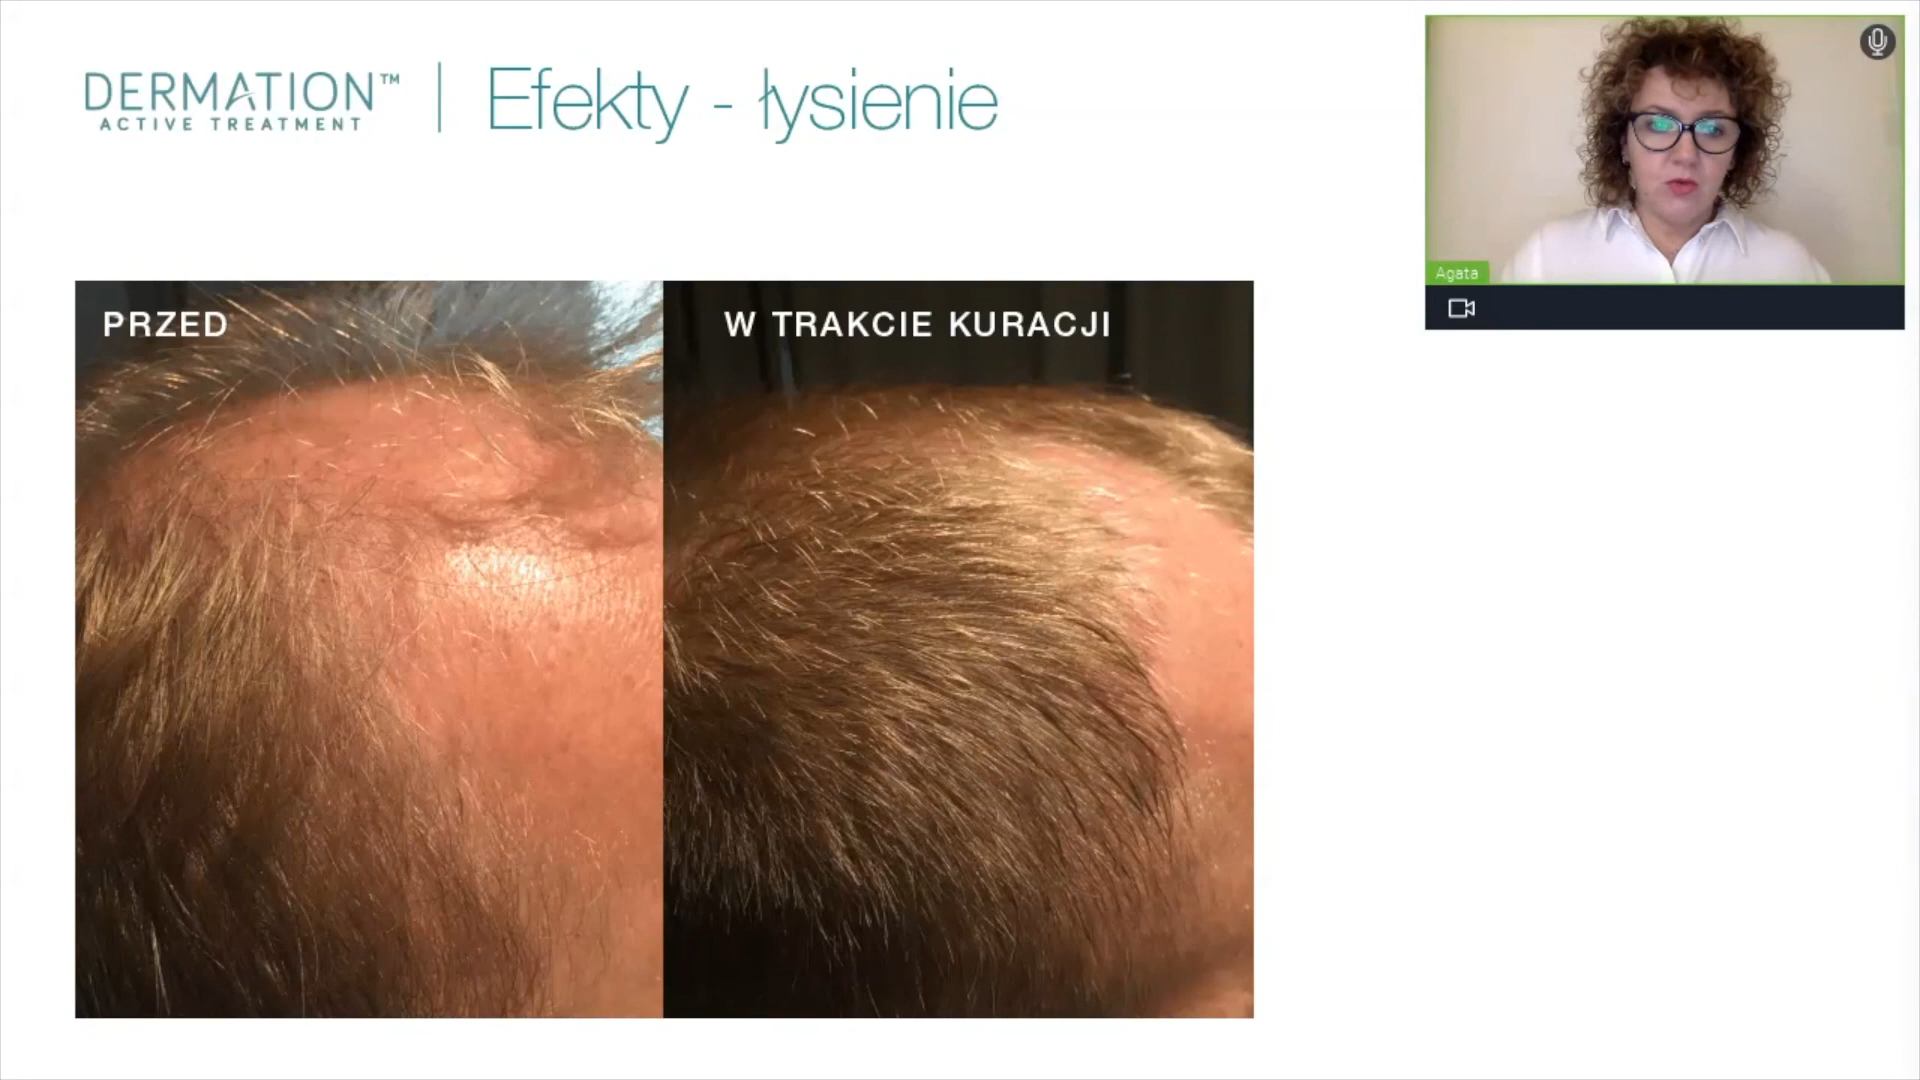 DERMATION™
ACTIVE TREATMENT
Efekty - łysienie
PRZED
W TRAKCIE KURACJI
Agata